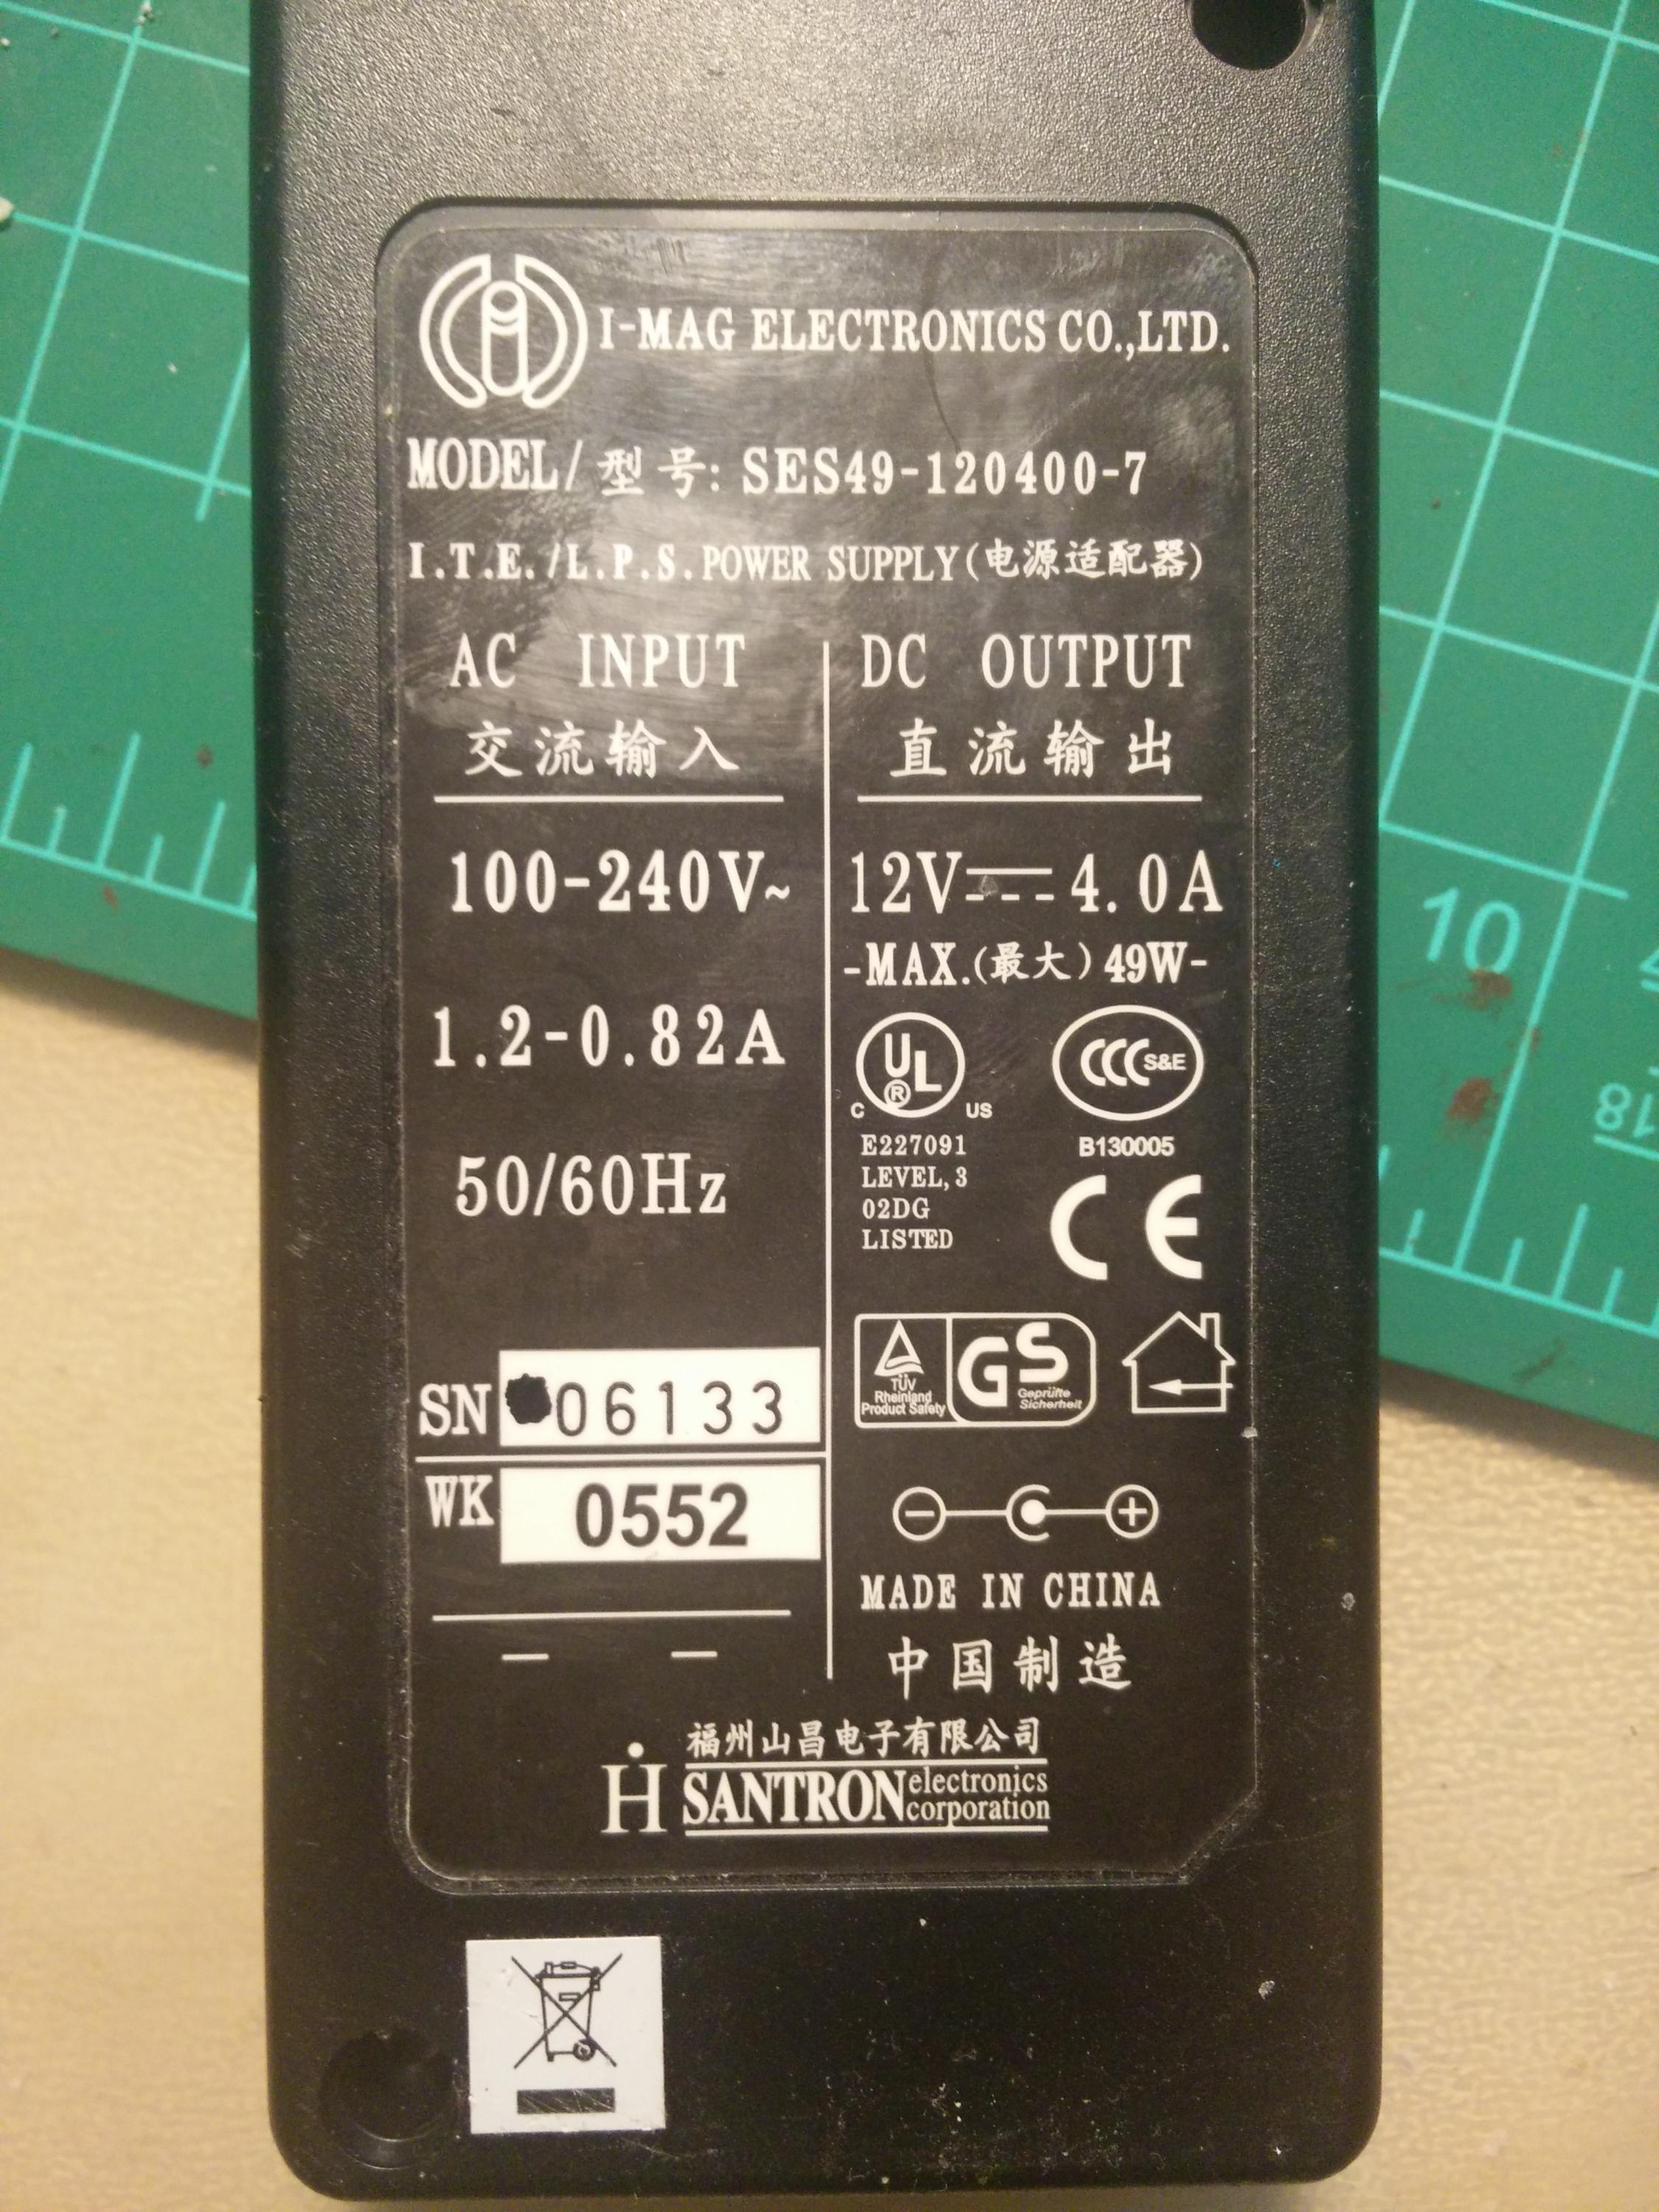 I-MAG ELECTRONICS CO.,LTD.
MODEL/型号: SES49-120400-7
I.T.E./L.P.S. POWER SUPPLY(电源适配器)
AC INPUT
交流输入
100-240V~
1.2-0.82A
50/60Hz
DC OUTPUT
直流输出
12V⎓4.0A
-MAX.(最大) 49W-
UL
®
C US
E227091
LEVEL,3
02DG
LISTED
CCC S&E
B130005
CE
TÜV
Rheinland
Product Safety
GS
Geprüfte
Sicherheit
SN 06133
WK 0552
MADE IN CHINA
中国制造
福州山昌电子有限公司
SANTRON electronics
corporation
10
18